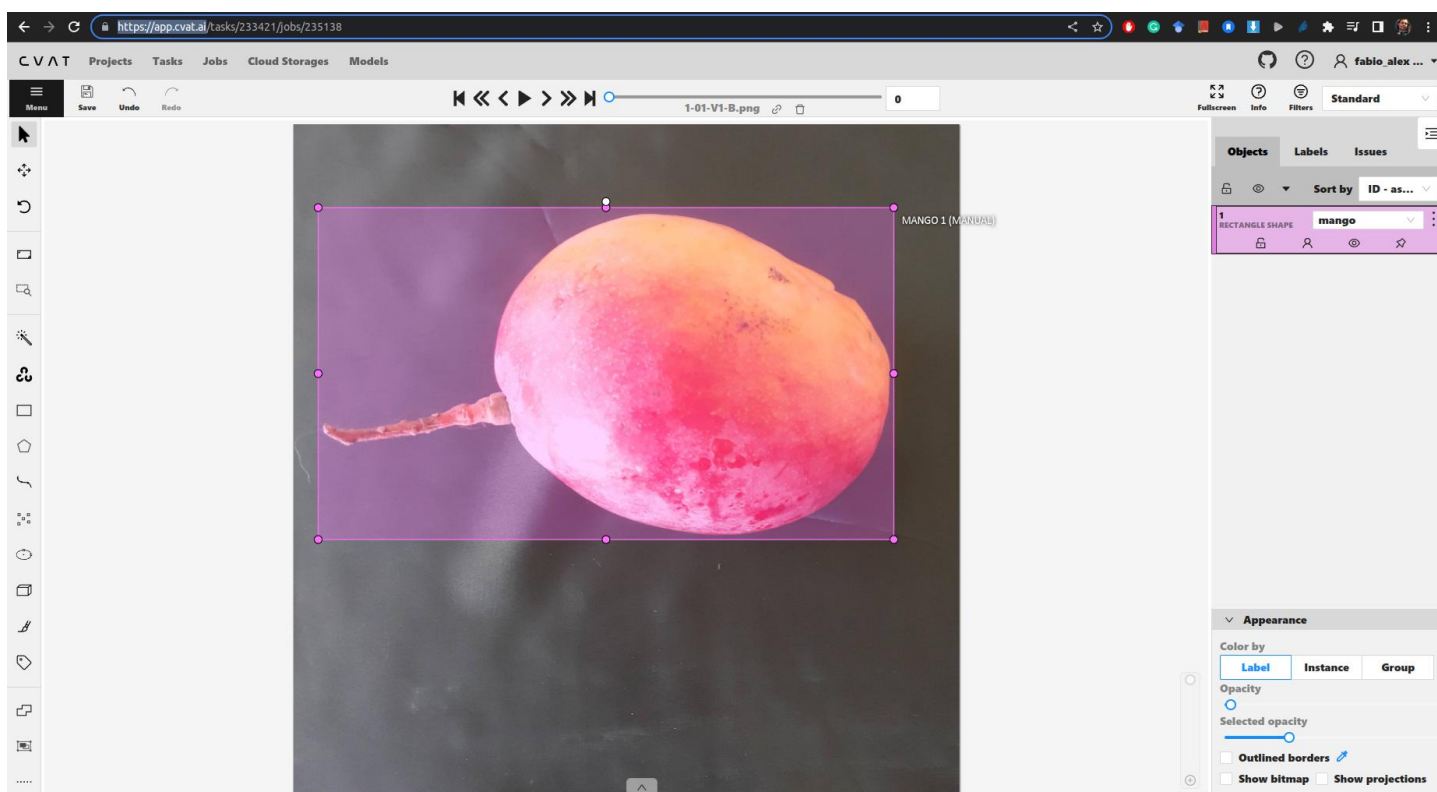 https://app.cvat.ai/tasks/233421/jobs/235138
CVAT Projects Tasks Jobs Cloud Storages Models fabio_alex ...
Menu Save Undo Redo 1-01-V1-B.png 0 Fullscreen Info Filters Standard
Objects Labels Issues
Sort by ID - as...
MANGO 1 (MANUAL)
1
RECTANGLE SHAPE mango
Appearance
Color by
Label Instance Group
Opacity
Selected opacity
Outlined borders
Show bitmap Show projections